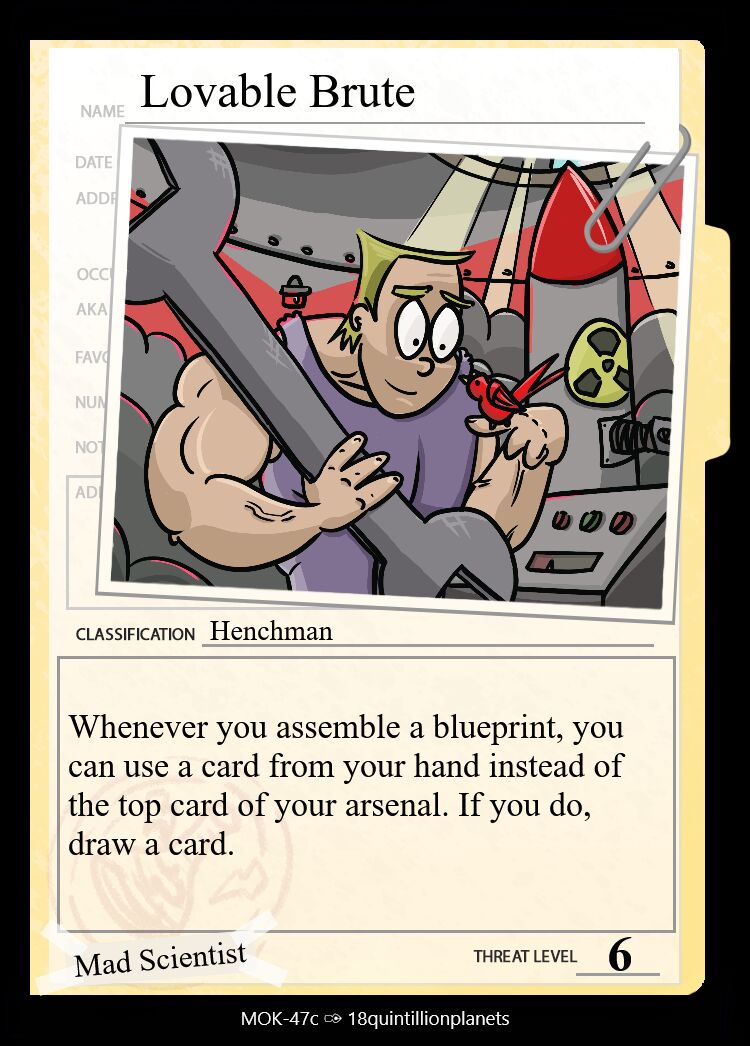 NAME Lovable Brute
DATE
ADDR
OCCU
AKA
FAVO
NUM
NOT
ADD
CLASSIFICATION Henchman
Whenever you assemble a blueprint, you
can use a card from your hand instead of
the top card of your arsenal. If you do,
draw a card.
Mad Scientist
THREAT LEVEL 6
MOK-47c 18quintillionplanets